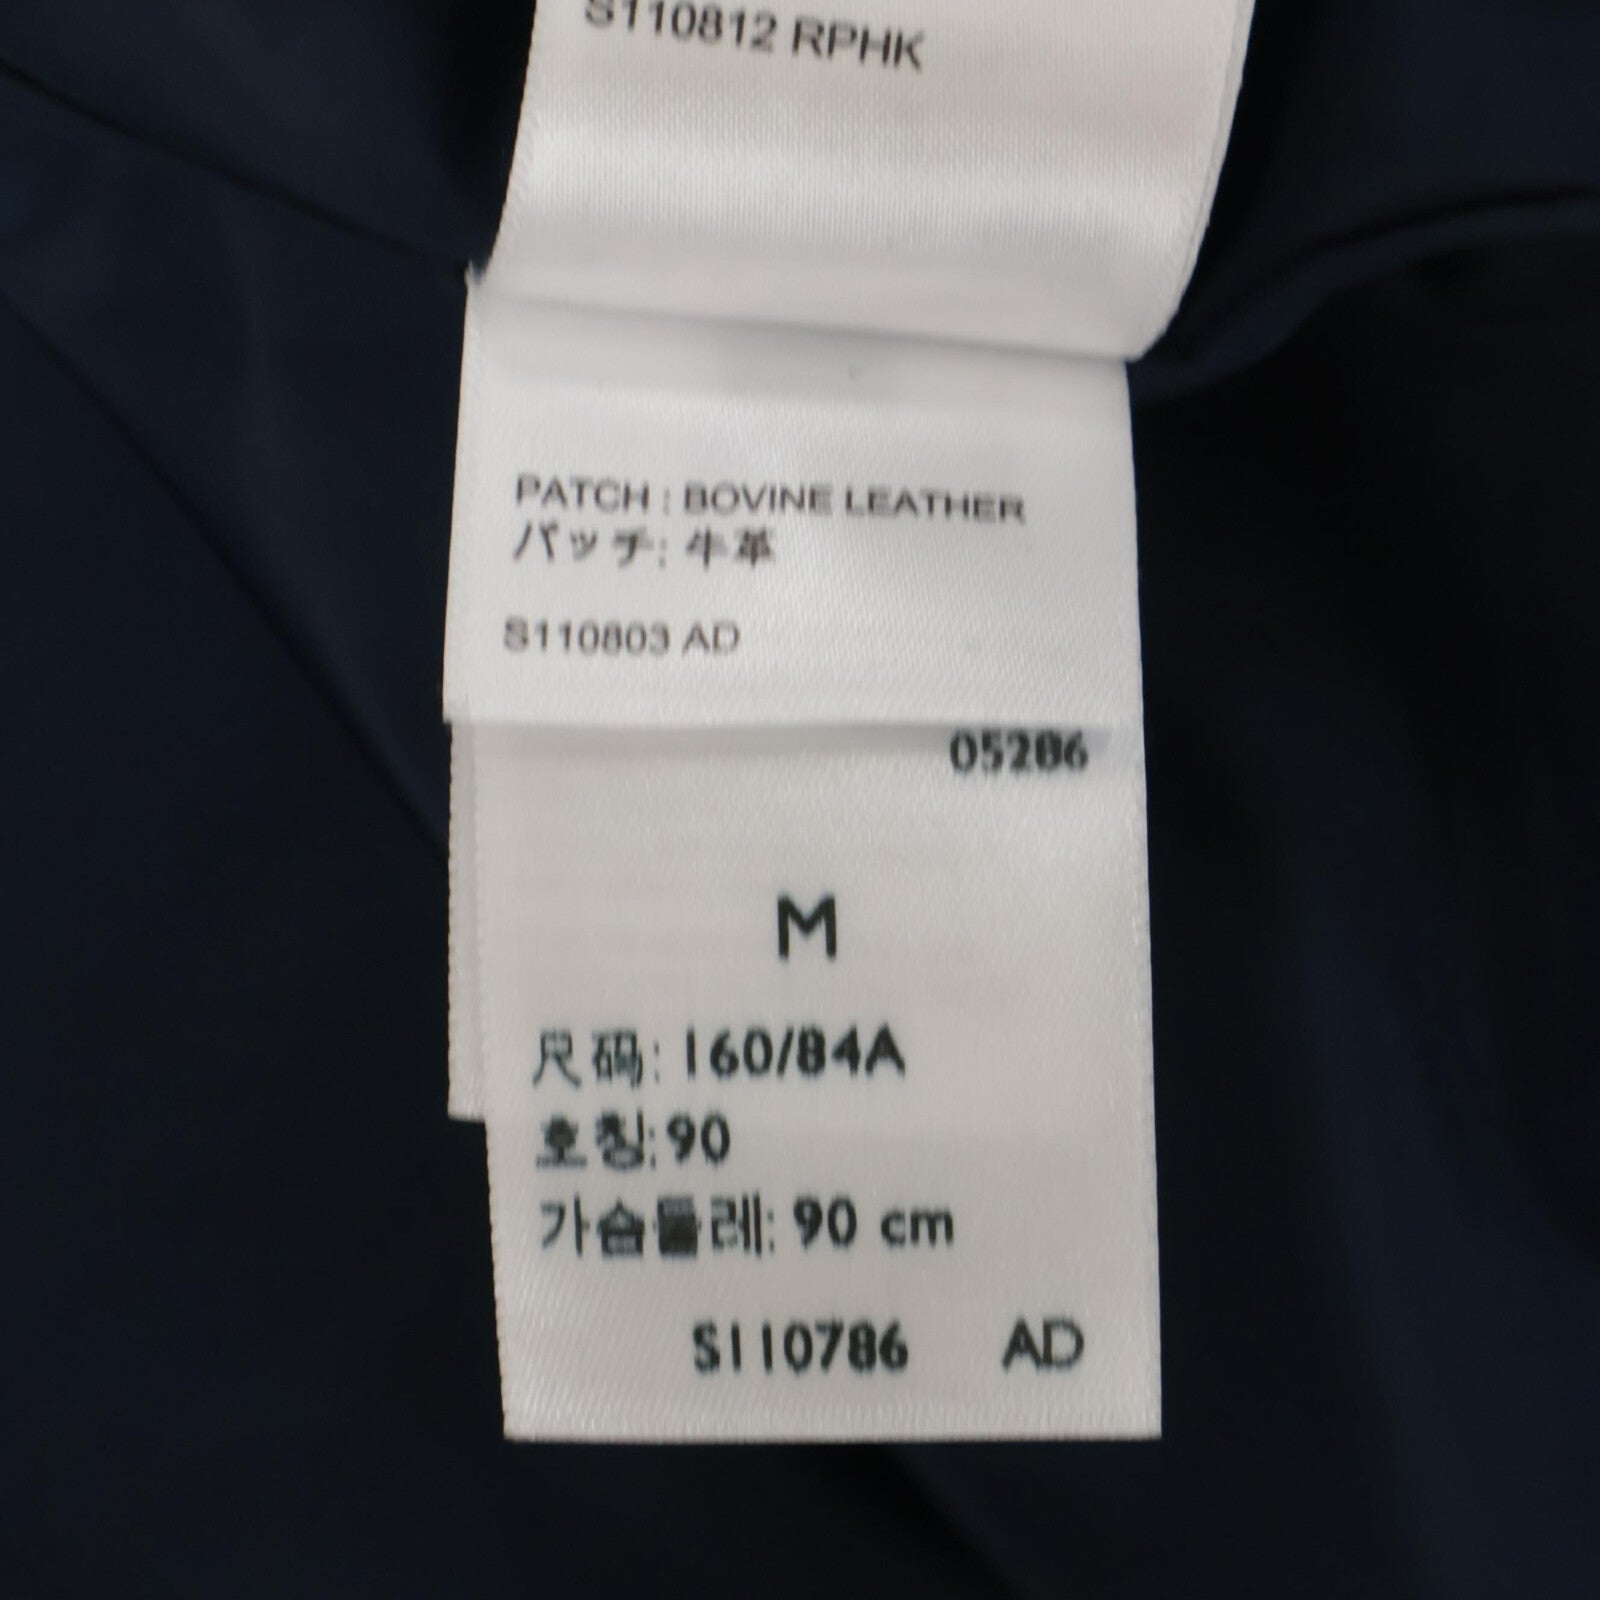 S110812 RPHK
PATCH : BOVINE LEATHER
パッチ: 牛革
S110803 AD
05286
M
尺码: 160/84A
호칭: 90
가슴둘레: 90 cm
S110786 AD